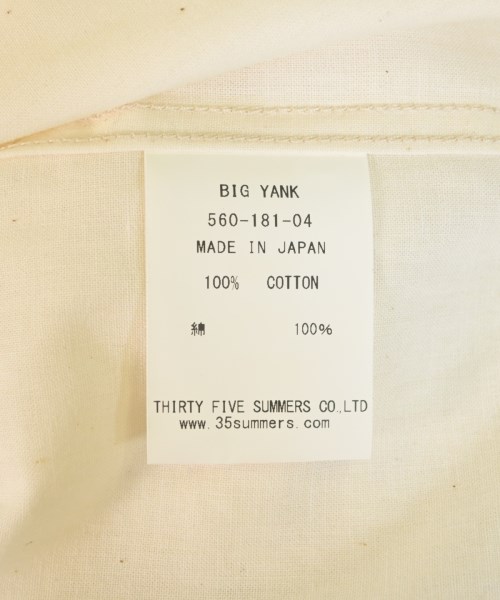 BIG YANK
560-181-04
MADE IN JAPAN
100% COTTON
綿 100%
THIRTY FIVE SUMMERS CO.,LTD
www.35summers.com